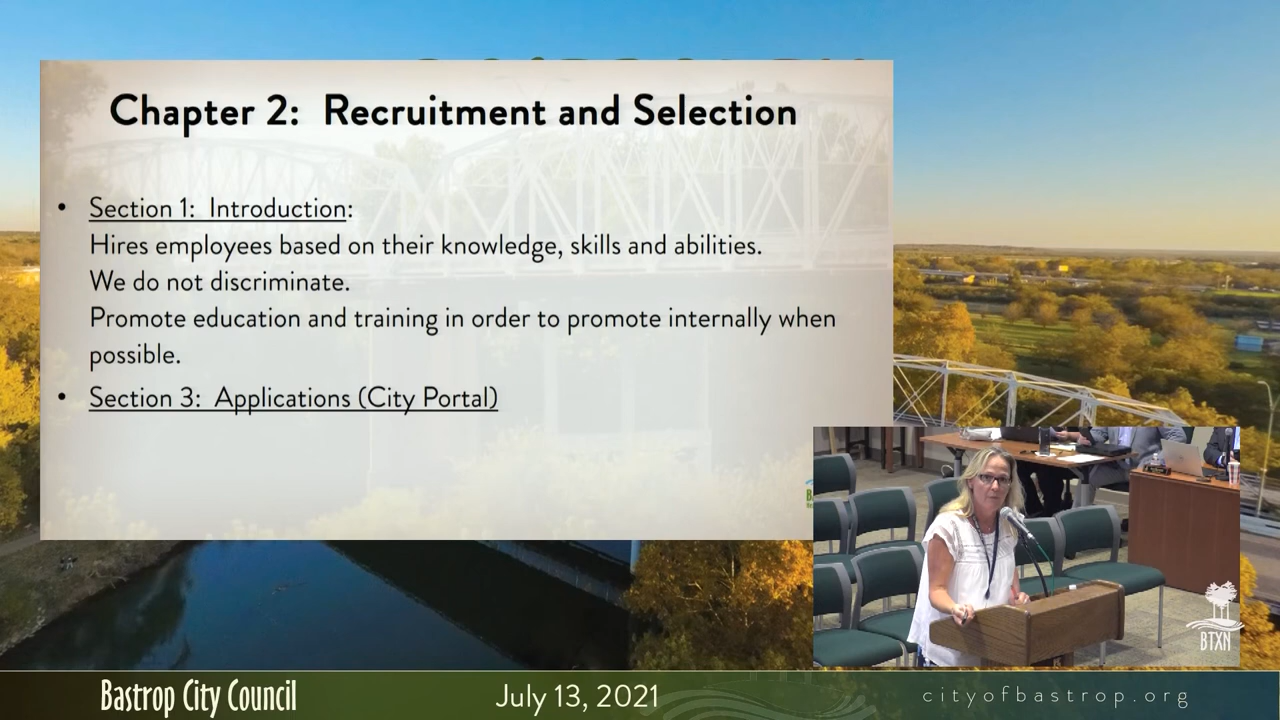 Chapter 2: Recruitment and Selection
• Section 1: Introduction:
Hires employees based on their knowledge, skills and abilities.
We do not discriminate.
Promote education and training in order to promote internally when
possible.
• Section 3: Applications (City Portal)
BTXN
Bastrop City Council
July 13, 2021
cityofbastrop.org